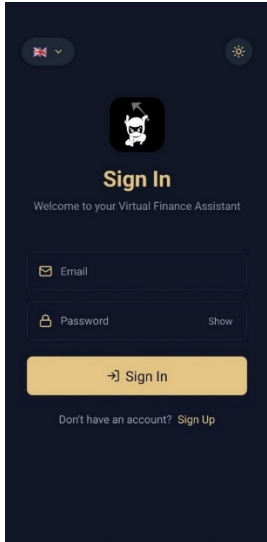 Sign In
Welcome to your Virtual Finance Assistant
Email
Password Show
Sign In
Don't have an account? Sign Up